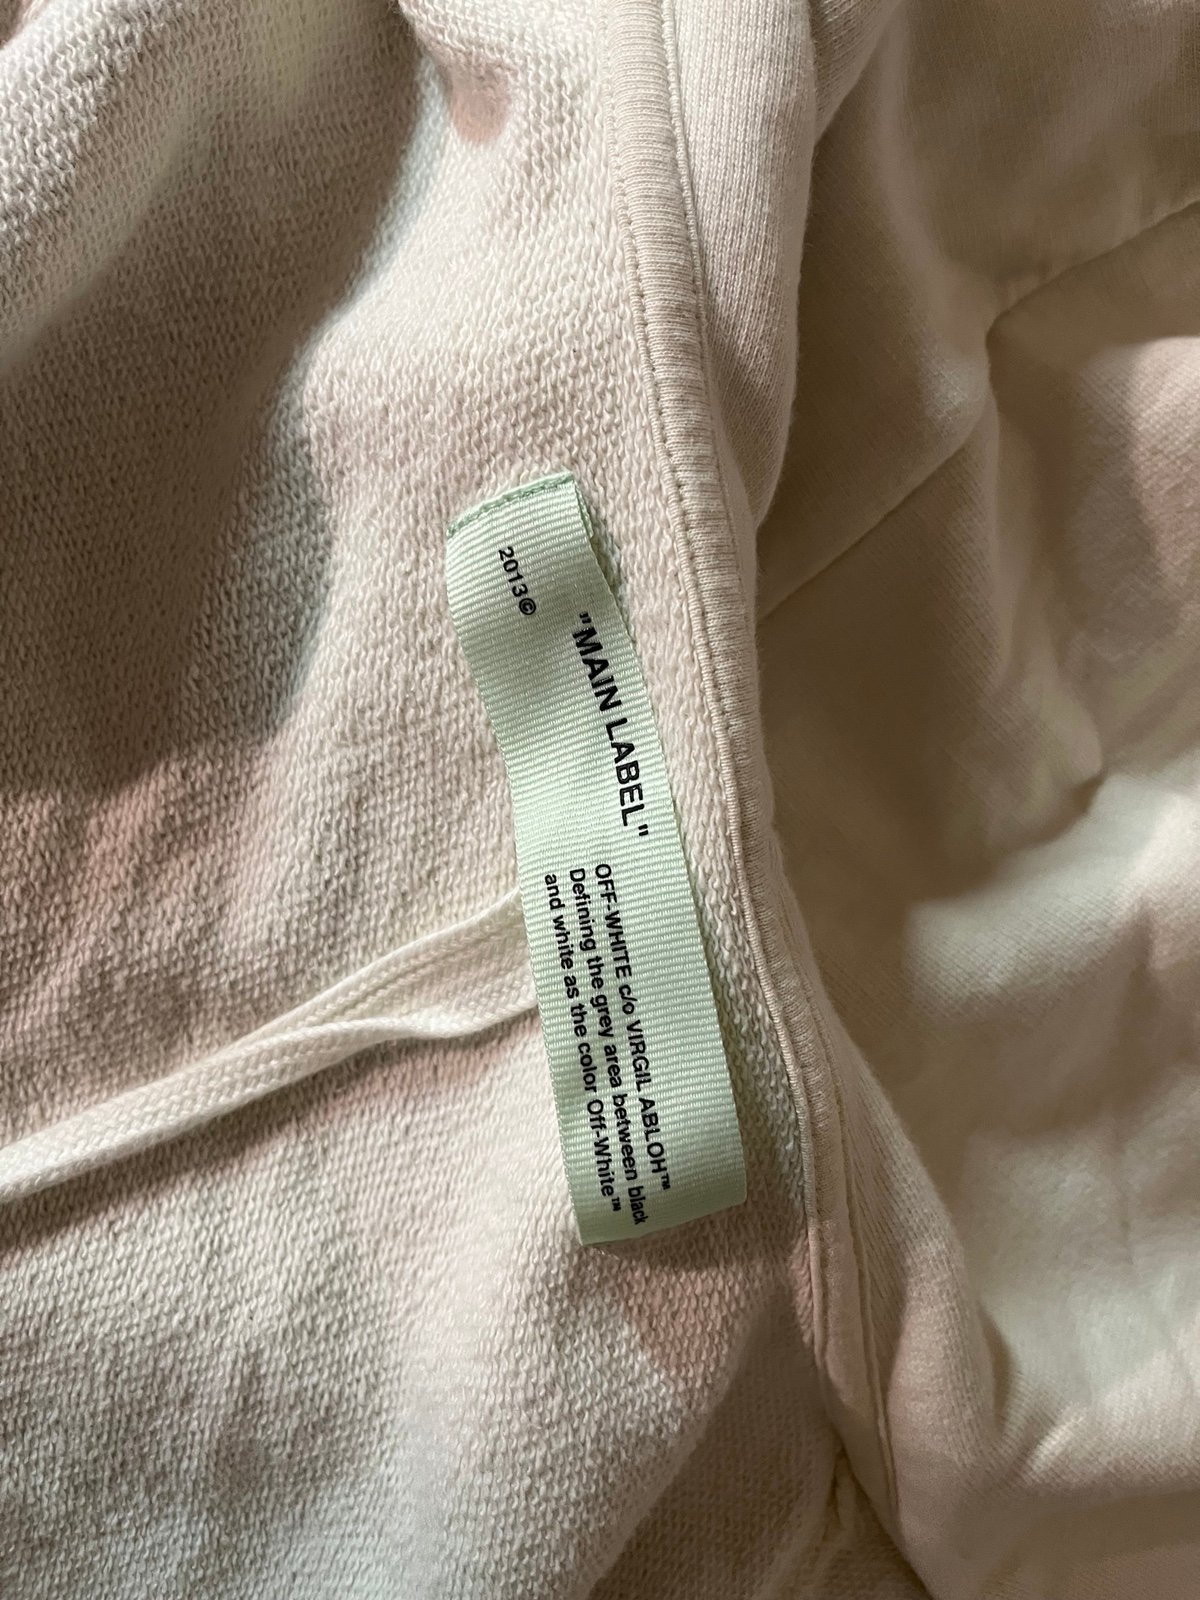 2013©
"MAIN LABEL"
OFF-WHITE c/o VIRGIL ABLOH™
Defining the grey area between black
and white as the color Off-White™